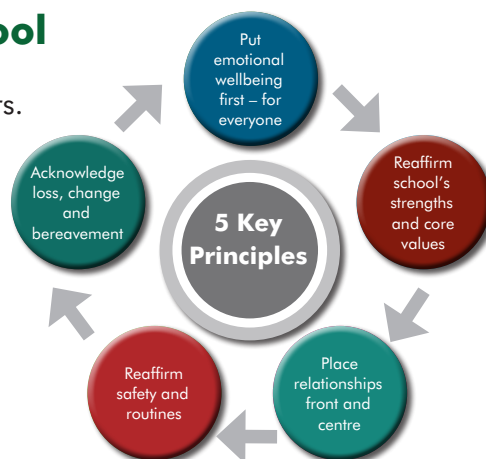 ool
rs.
Put
emotional
wellbeing
first – for
everyone
Reaffirm
school’s
strengths
and core
values
Place
relationships
front and
centre
Reaffirm
safety and
routines
Acknowledge
loss, change
and
bereavement
5 Key
Principles